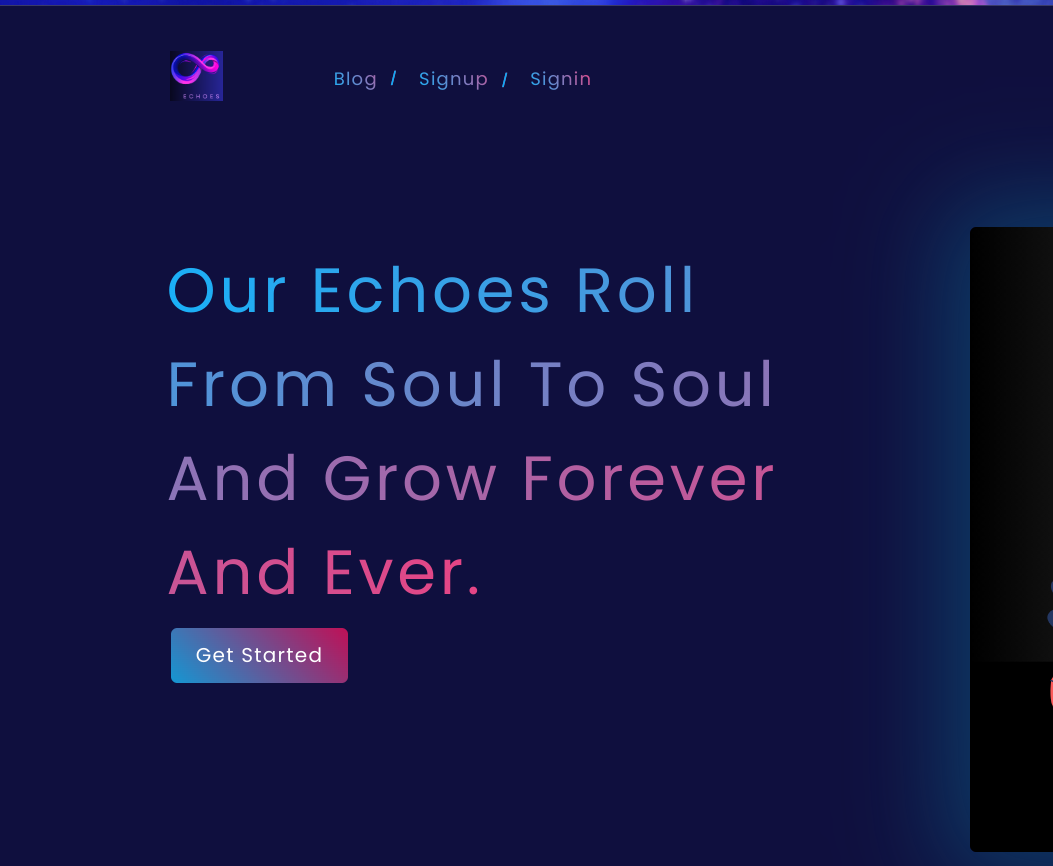 ECHOES
Blog / Signup / Signin
Our Echoes Roll
From Soul To Soul
And Grow Forever
And Ever.
Get Started